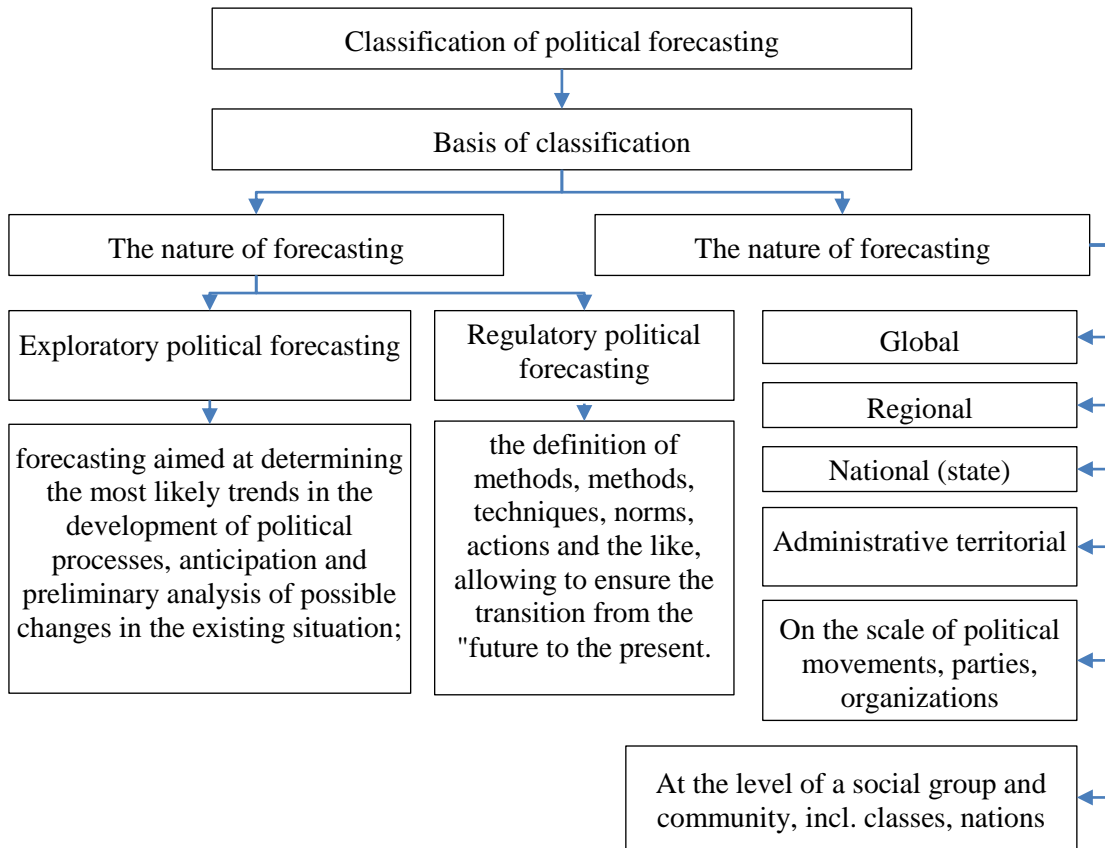 Classification of political forecasting
Basis of classification
The nature of forecasting
The nature of forecasting
Exploratory political forecasting
Regulatory political
forecasting
forecasting aimed at determining
the most likely trends in the
development of political
processes, anticipation and
preliminary analysis of possible
changes in the existing situation;
the definition of
methods, methods,
techniques, norms,
actions and the like,
allowing to ensure the
transition from the
"future to the present.
Global
Regional
National (state)
Administrative territorial
On the scale of political
movements, parties,
organizations
At the level of a social group and
community, incl. classes, nations